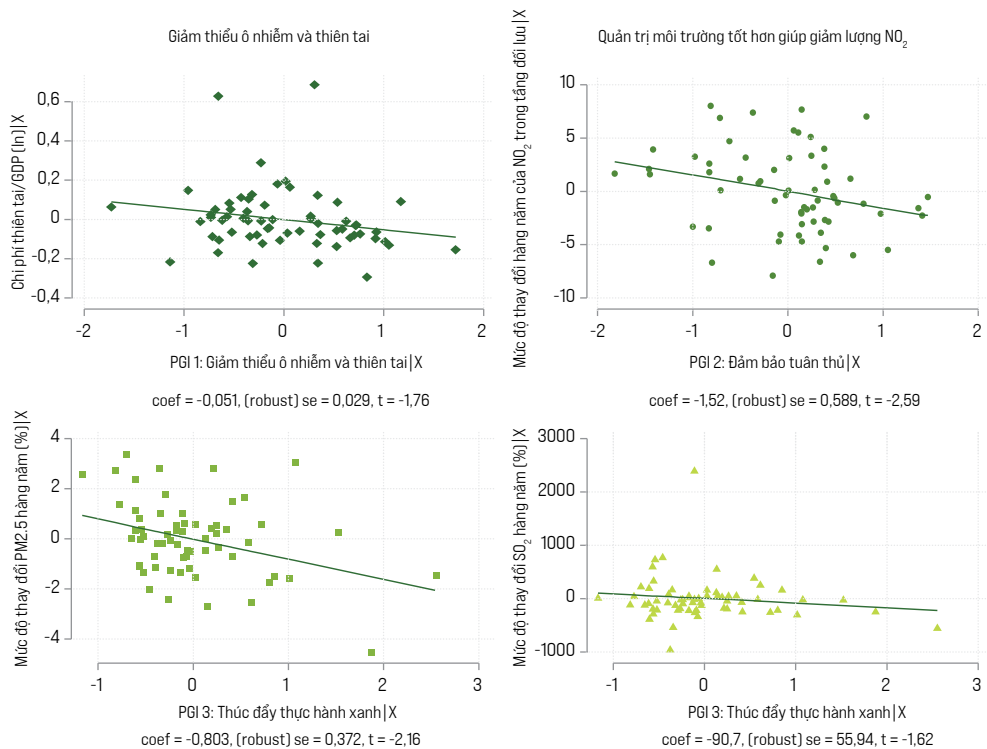 Giảm thiểu ô nhiễm và thiên tai
Chi phí thiên tai/GDP (ln)|X
0,6
0,4
0,2
0
-0,2
-0,4
-2
-1
0
1
2
PGI 1: Giảm thiểu ô nhiễm và thiên tai|X
coef = -0,051, (robust) se = 0,029, t = -1,76
Quản trị môi trường tốt hơn giúp giảm lượng NO₂
Mức độ thay đổi hàng năm của NO₂ trong tầng đối lưu|X
10
5
0
-5
-10
-2
-1
0
1
2
PGI 2: Đảm bảo tuân thủ|X
coef = -1,52, (robust) se = 0,589, t = -2,59
Mức độ thay đổi PM2.5 hàng năm (%)|X
4
2
0
-2
-4
-1
0
1
2
3
PGI 3: Thúc đẩy thực hành xanh|X
coef = -0,803, (robust) se = 0,372, t = -2,16
Mức độ thay đổi SO₂ hàng năm (%)|X
3000
2000
1000
0
-1000
-1
0
1
2
3
PGI 3: Thúc đẩy thực hành xanh|X
coef = -90,7, (robust) se = 55,94, t = -1,62